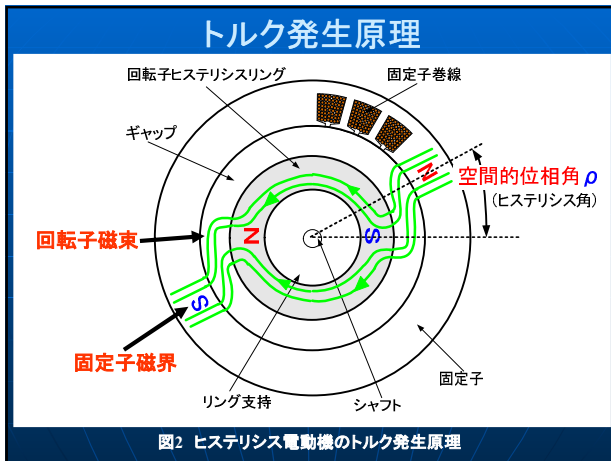 トルク発生原理
回転子ヒステリシスリング
固定子巻線
ギャップ
N
空間的位相角ρ
(ヒステリシス角)
回転子磁束
N
S
S
固定子磁界
リング支持
シャフト
固定子
図2 ヒステリシス電動機のトルク発生原理